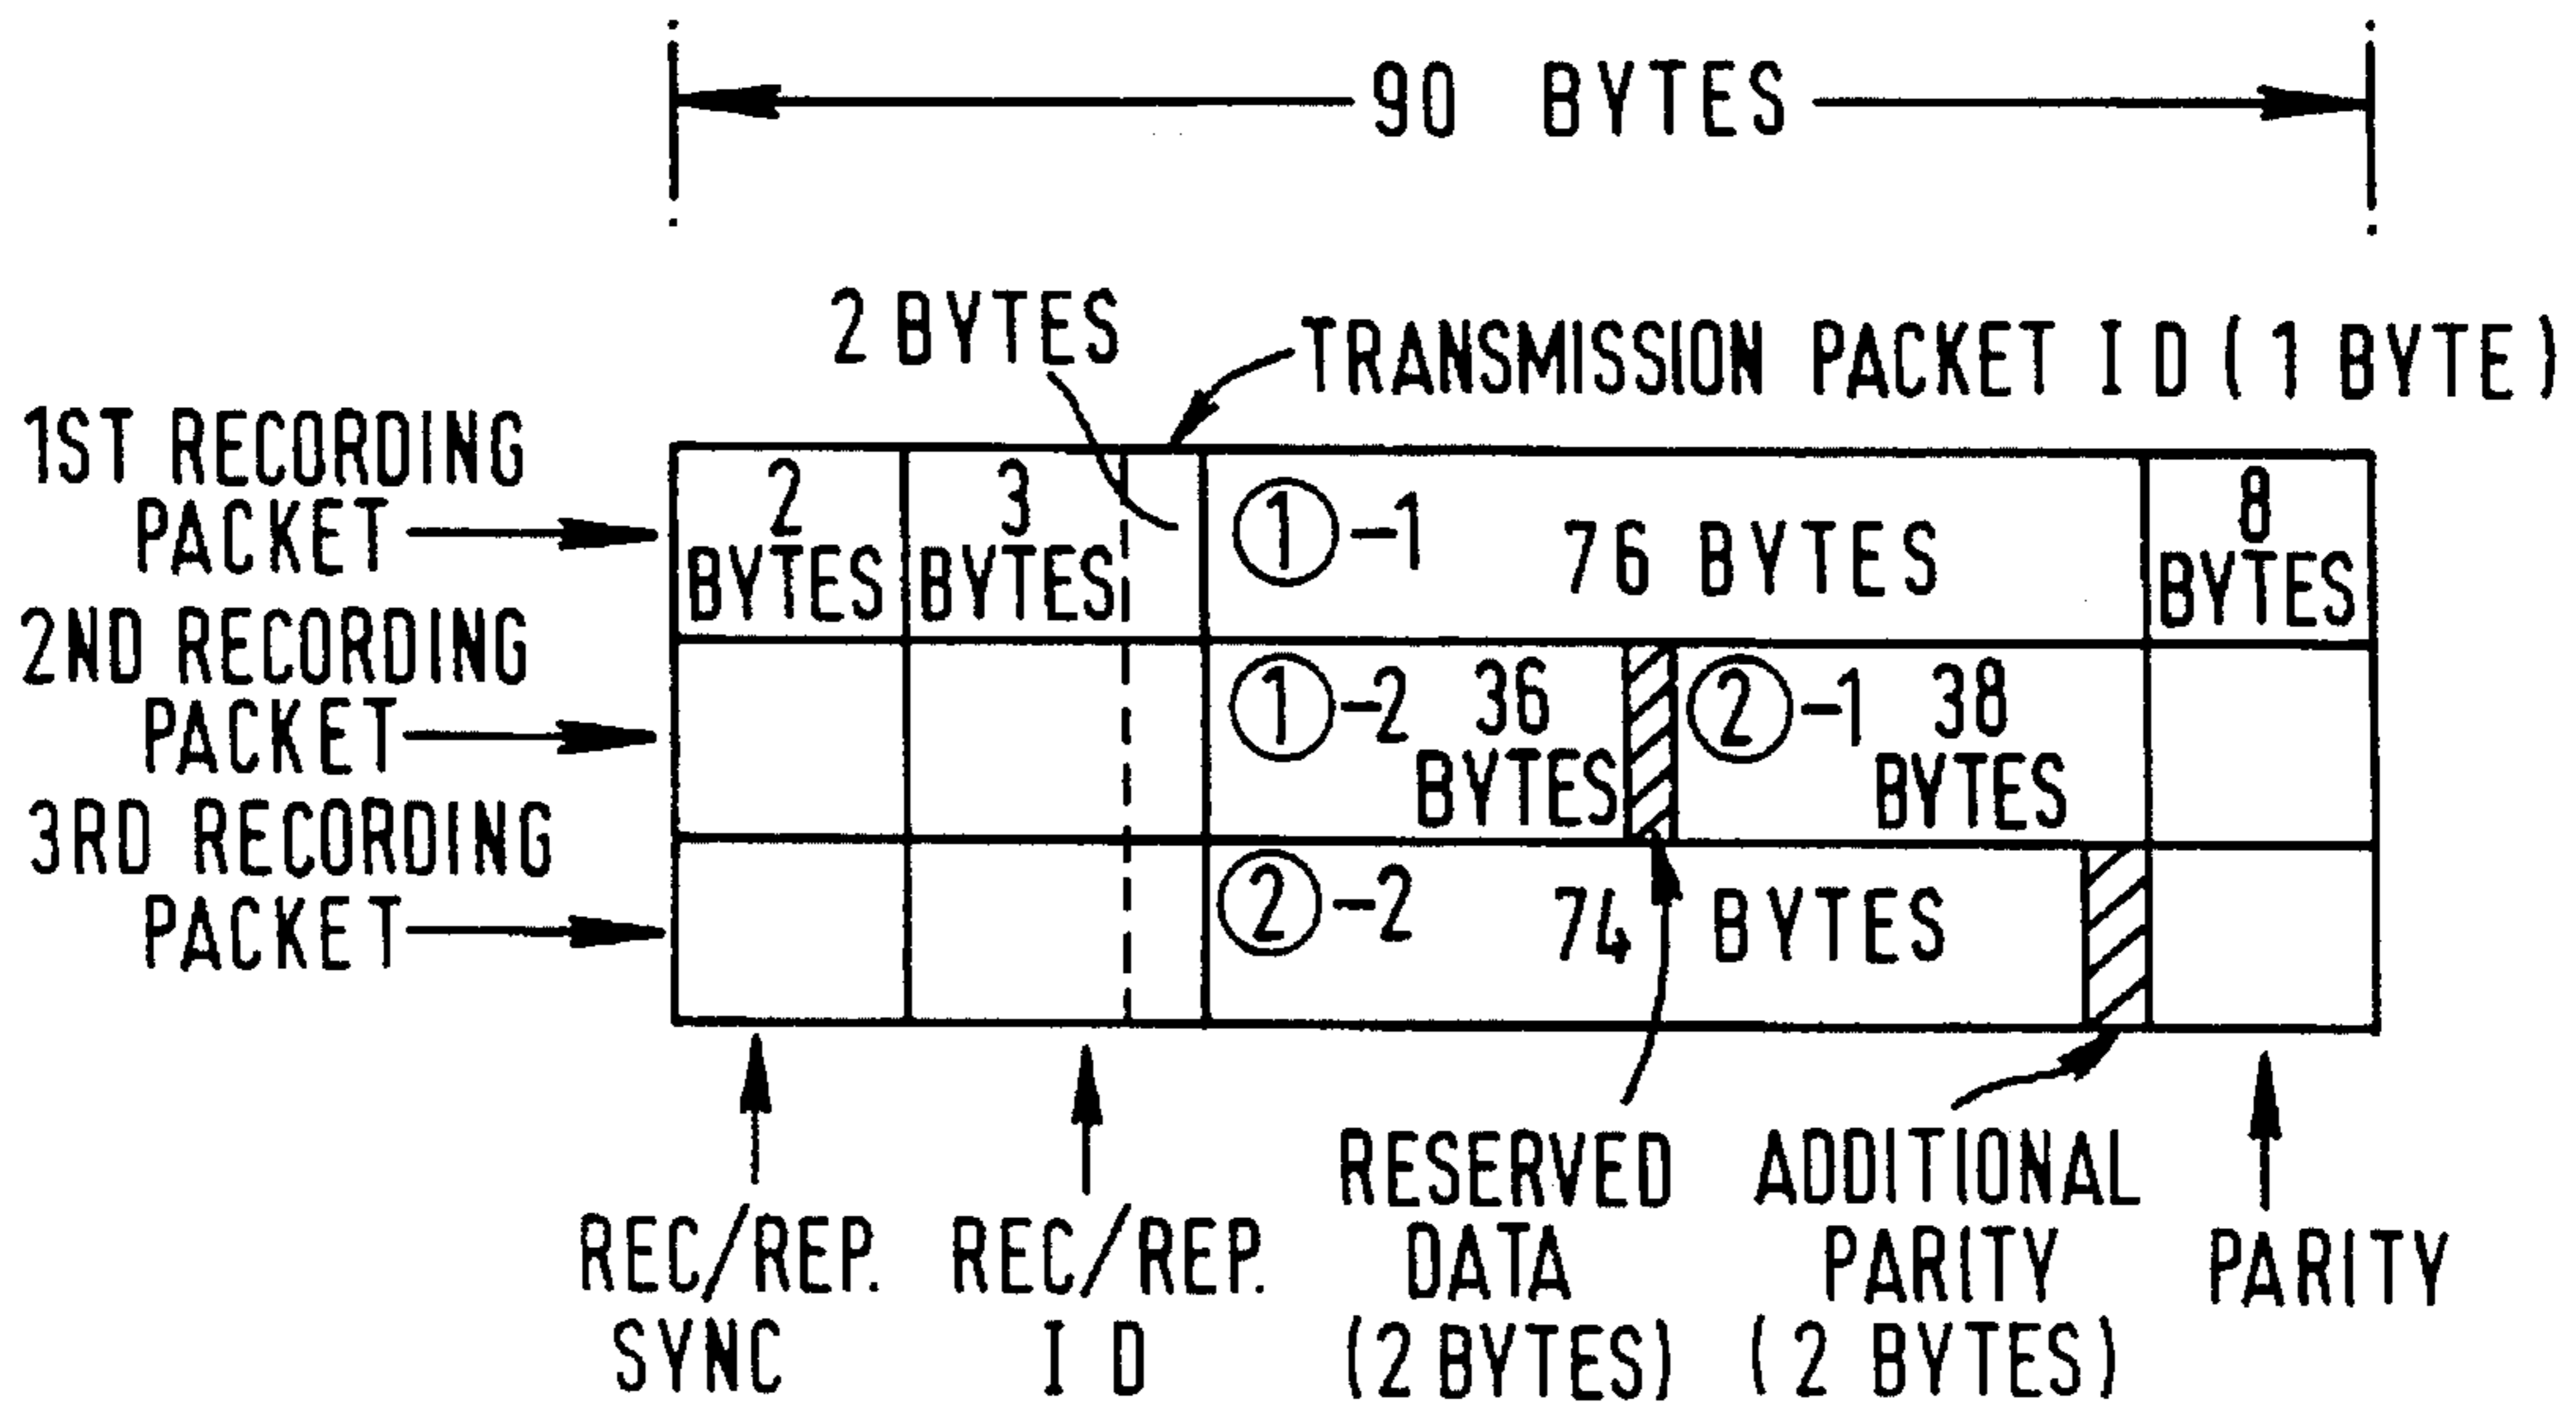 90 BYTES
2 BYTES
TRANSMISSION PACKET ID (1 BYTE)
1ST RECORDING
PACKET
2
BYTES
3
BYTES
①-1
76 BYTES
8
BYTES
2ND RECORDING
PACKET
①-2
36
BYTES
②-1
38
BYTES
3RD RECORDING
PACKET
②-2
74 BYTES
REC/REP.
SYNC
REC/REP.
ID
RESERVED
DATA
(2 BYTES)
ADDITIONAL
PARITY
(2 BYTES)
PARITY